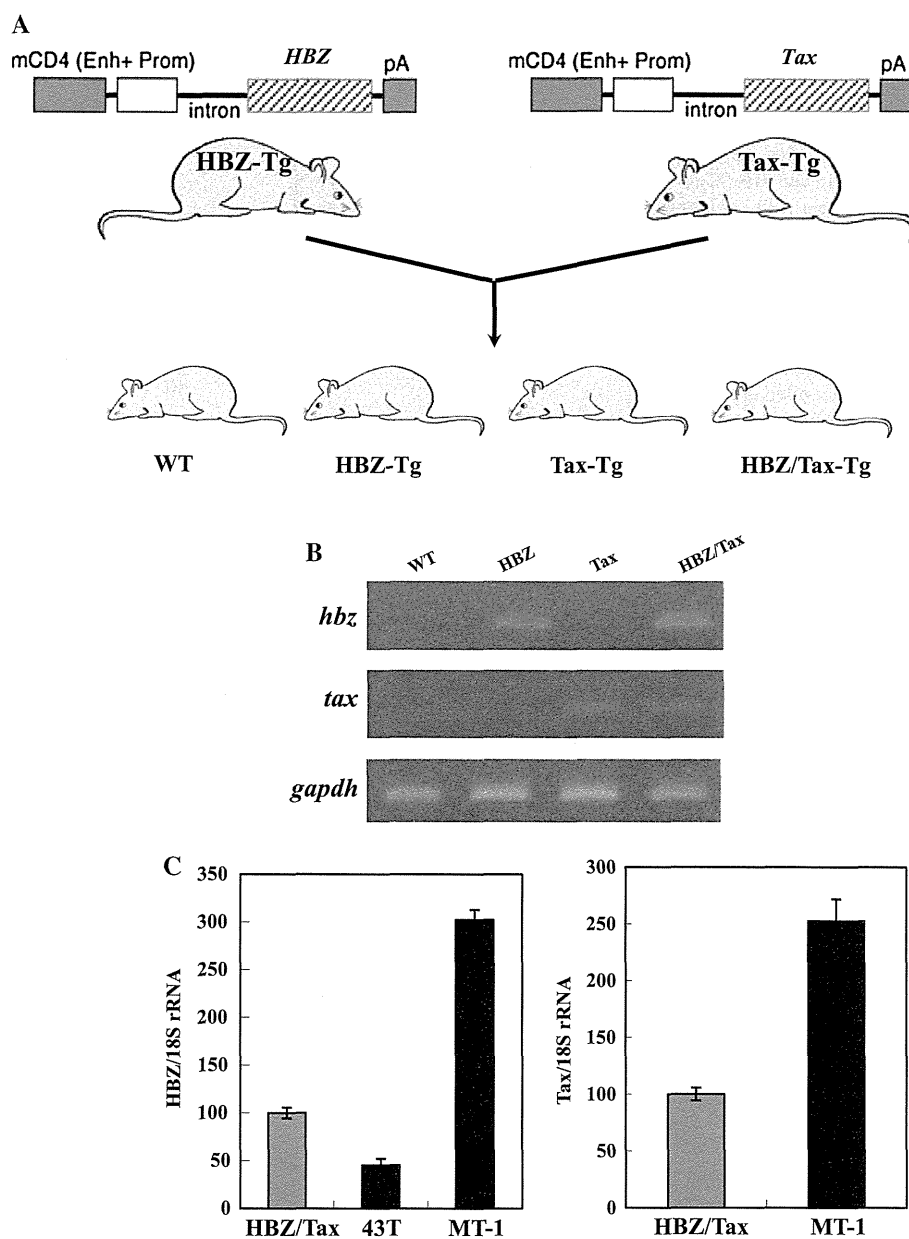 A
mCD4 (Enh+ Prom) HBZ pA
intron
mCD4 (Enh+ Prom) Tax pA
intron
HBZ-Tg
Tax-Tg
WT
HBZ-Tg
Tax-Tg
HBZ/Tax-Tg
B
WT HBZ Tax HBZ/Tax
hbz
tax
gapdh
C
HBZ/18S rRNA
350
300
250
200
150
100
50
0
HBZ/Tax 43T MT-1
Tax/18S rRNA
300
250
200
150
100
50
0
HBZ/Tax MT-1